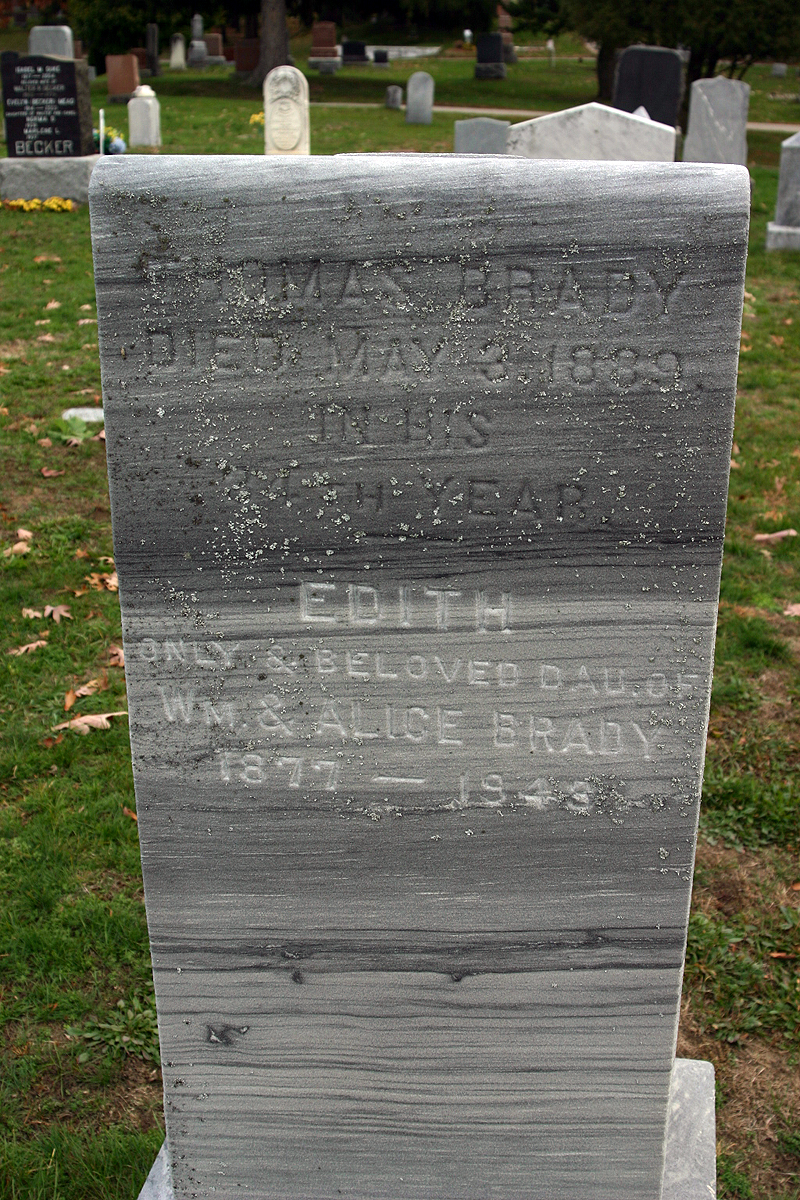 THOMAS BRADY
DIED MAY 3, 1889.
IN HIS
YEAR.
EDITH
ONLY & BELOVED DAU. OF
WM. & ALICE BRADY
1877 — 1943
BECKER